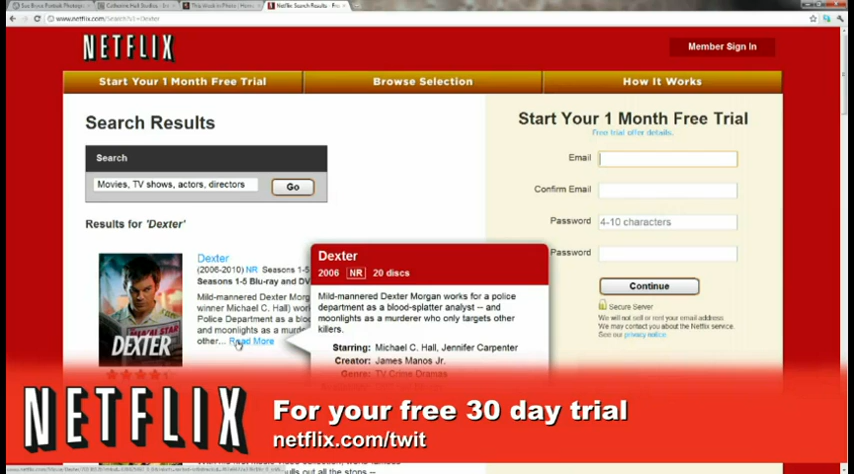 Netflix Search Results - Fre
www.netflix.com/Search?v1=Dexter
NETFLIX
Member Sign In
Start Your 1 Month Free Trial
Browse Selection
How It Works
Search Results
Search
Movies, TV shows, actors, directors
Go
Results for 'Dexter'
Dexter
(2006-2010) NR Seasons 1-5
Seasons 1-5 Blu-ray and DV
Mild-mannered Dexter Morg
winner Michael C. Hall) work
Police Department as a bloo
and moonlights as a murde
other... Read More
DEXTER
Dexter
2006 NR 20 discs
Mild-mannered Dexter Morgan works for a police
department as a blood-splatter analyst -- and
moonlights as a murderer who only targets other
killers.
Starring: Michael C. Hall, Jennifer Carpenter
Creator: James Manos Jr.
Genre: TV Crime Dramas
Start Your 1 Month Free Trial
Free trial offer details.
Email
Confirm Email
Password
4-10 characters
Password
Continue
Secure Server
We will not sell or rent your email address.
We may contact you about the Netflix service.
See our privacy notice.
NETFLIX
For your free 30 day trial
netflix.com/twit